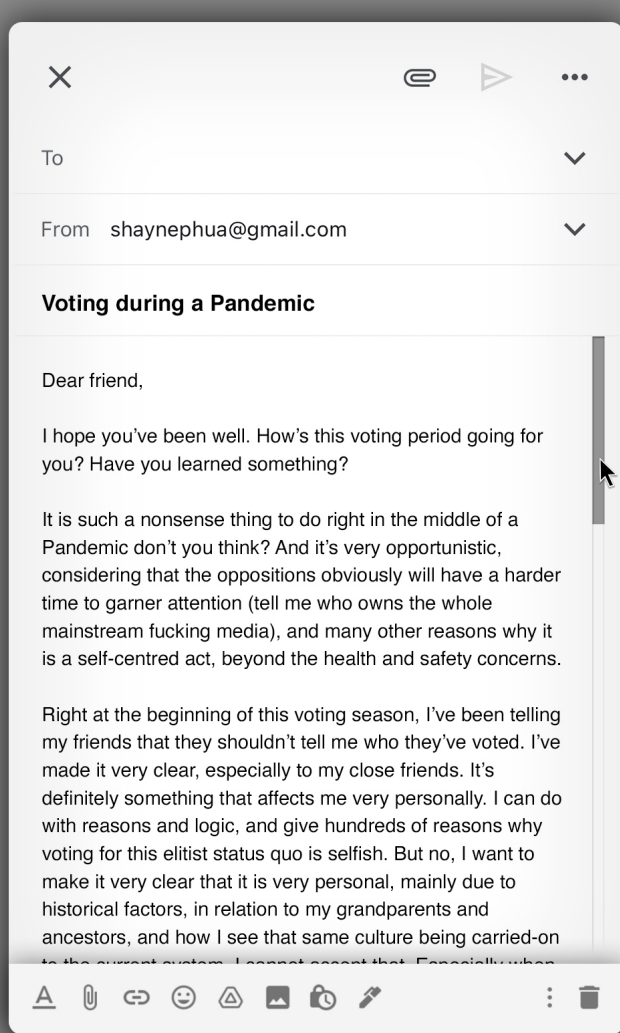 To
From shaynephua@gmail.com
Voting during a Pandemic
Dear friend,
I hope you’ve been well. How’s this voting period going for
you? Have you learned something?
It is such a nonsense thing to do right in the middle of a
Pandemic don’t you think? And it’s very opportunistic,
considering that the oppositions obviously will have a harder
time to garner attention (tell me who owns the whole
mainstream fucking media), and many other reasons why it
is a self-centred act, beyond the health and safety concerns.
Right at the beginning of this voting season, I’ve been telling
my friends that they shouldn’t tell me who they’ve voted. I’ve
made it very clear, especially to my close friends. It’s
definitely something that affects me very personally. I can do
with reasons and logic, and give hundreds of reasons why
voting for this elitist status quo is selfish. But no, I want to
make it very clear that it is very personal, mainly due to
historical factors, in relation to my grandparents and
ancestors, and how I see that same culture being carried-on
to the current system. I cannot accept that. Especially when